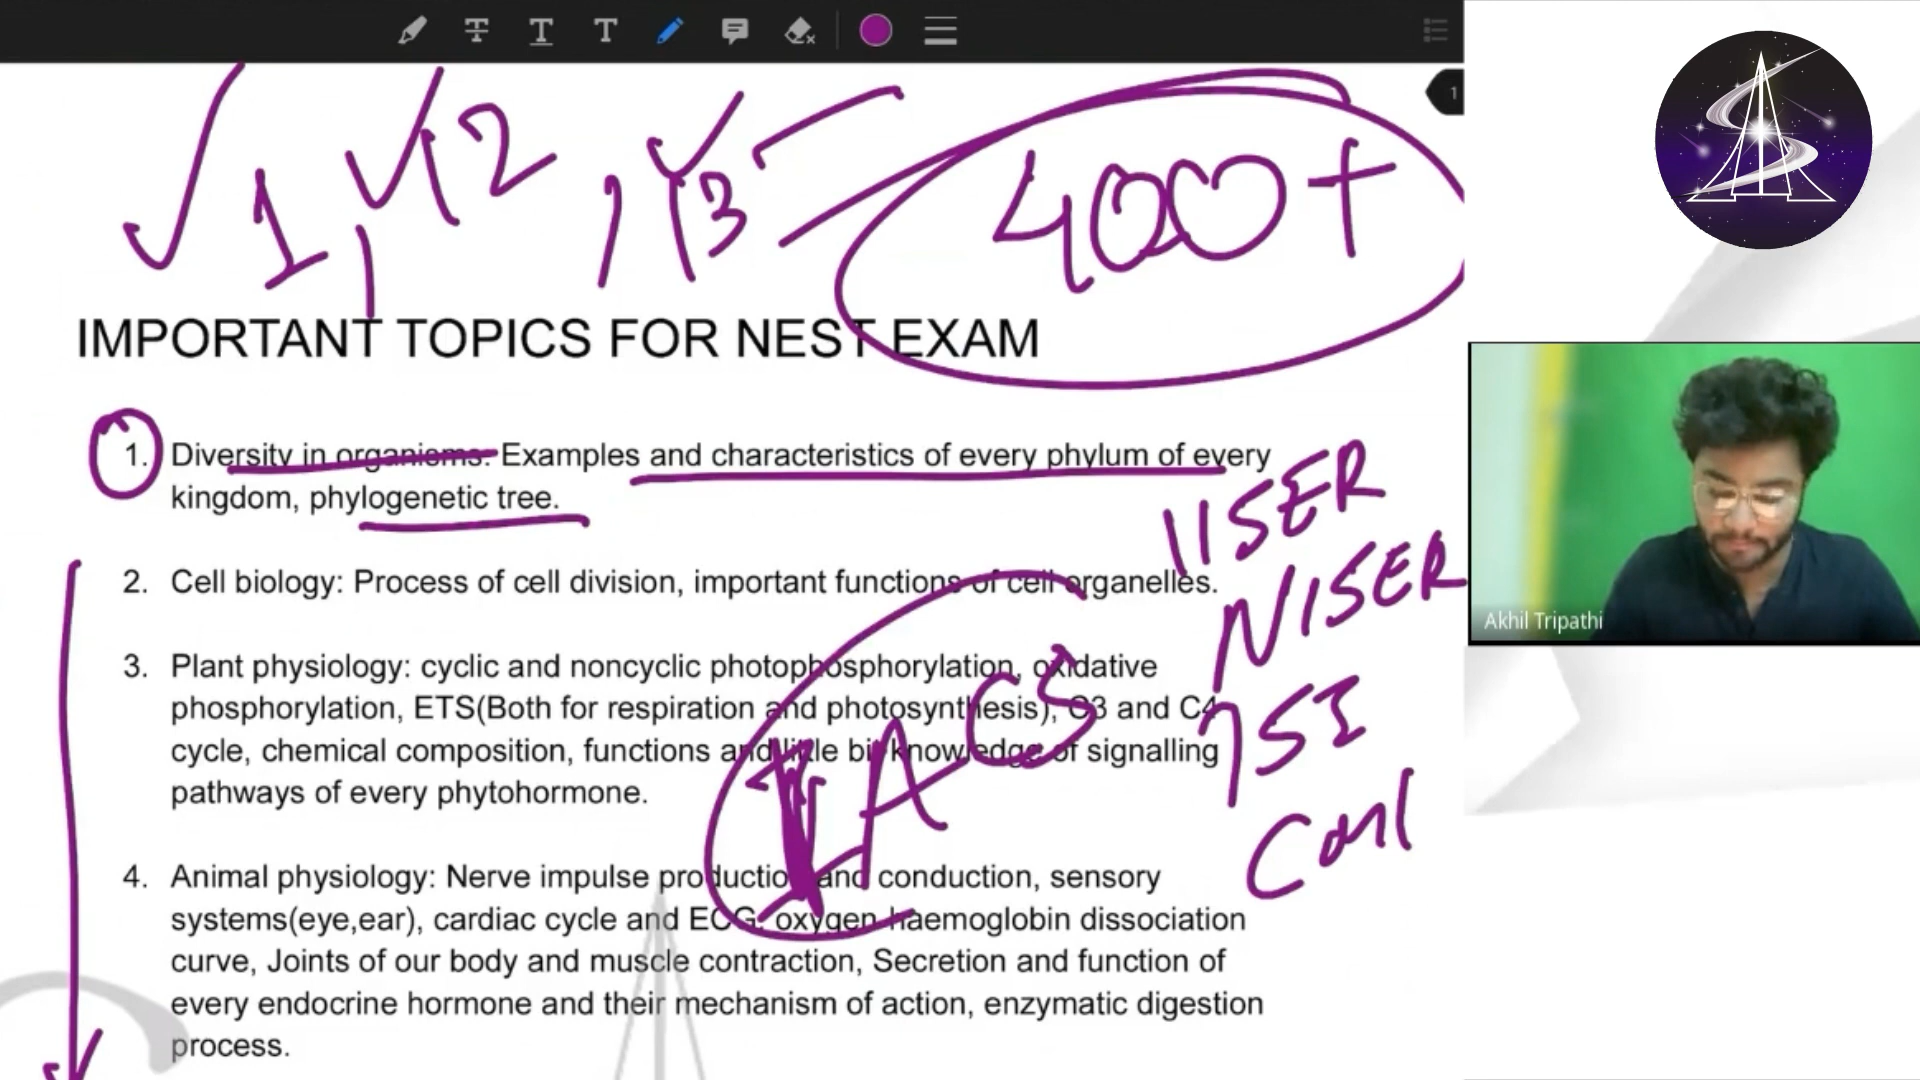 1
1, 2, 3
400+
IMPORTANT TOPICS FOR NEST EXAM
1. Diversity in organisms: Examples and characteristics of every phylum of every
kingdom, phylogenetic tree.
IISER
NISER
2. Cell biology: Process of cell division, important functions of cell organelles.
3. Plant physiology: cyclic and noncyclic photophosphorylation, oxidative
phosphorylation, ETS(Both for respiration and photosynthesis), C3 and C4
cycle, chemical composition, functions and little bit knowledge of signalling
pathways of every phytohormone.
ISI
IACS
4. Animal physiology: Nerve impulse production and conduction, sensory
systems(eye,ear), cardiac cycle and ECG, oxygen haemoglobin dissociation
curve, Joints of our body and muscle contraction, Secretion and function of
every endocrine hormone and their mechanism of action, enzymatic digestion
process.
Akhil Tripathi